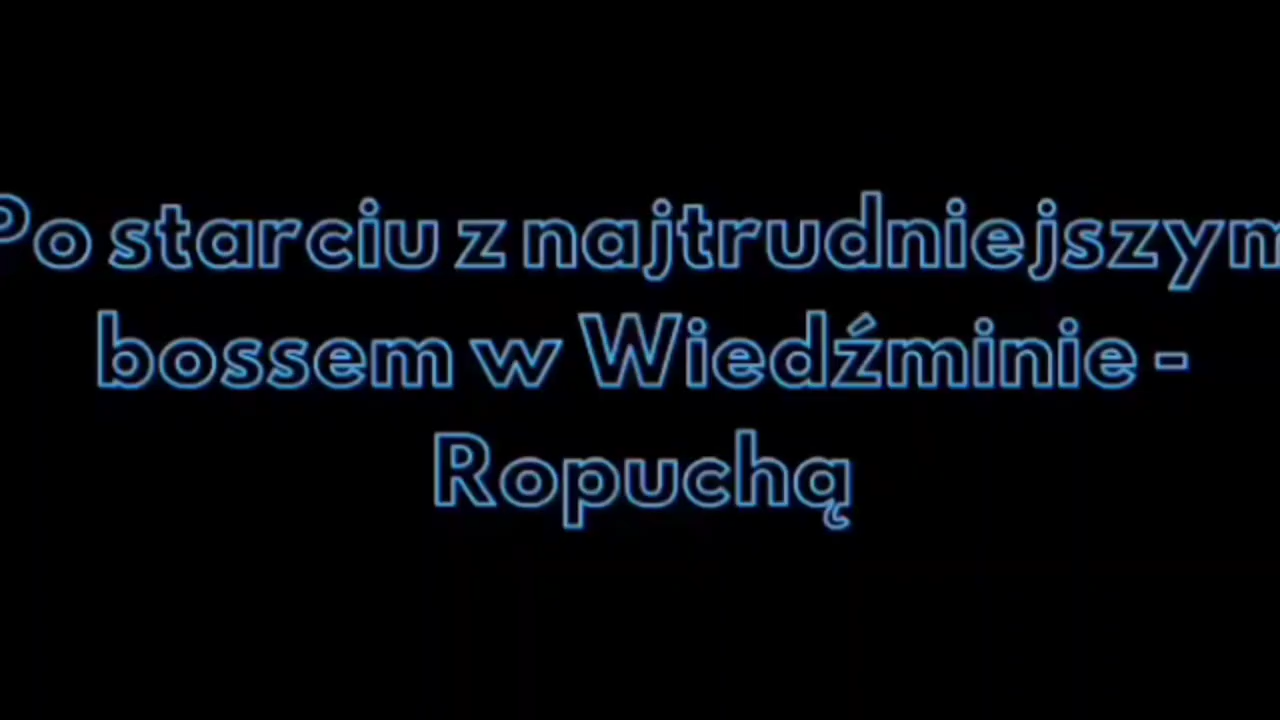 Po starciu z najtrudniejszym
bossem w Wiedźminie -
Ropuchą